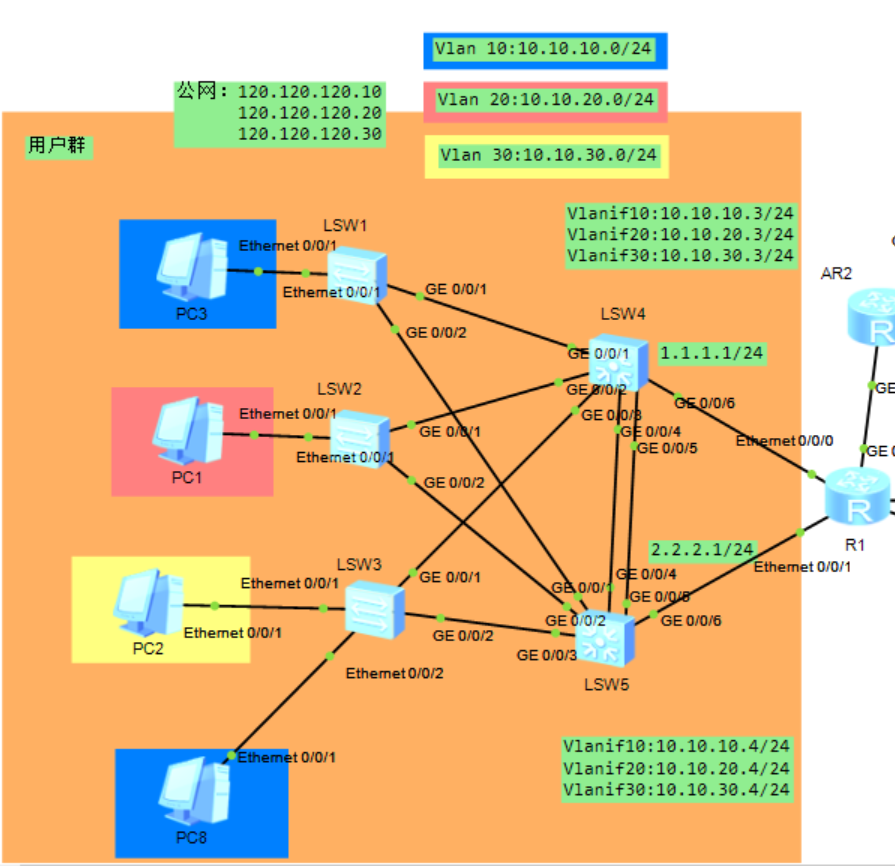 Vlan 10:10.10.10.0/24
公网: 120.120.120.10
120.120.120.20
120.120.120.30
Vlan 20:10.10.20.0/24
用户群
Vlan 30:10.10.30.0/24
Vlanif10:10.10.10.3/24
Vlanif20:10.10.20.3/24
Vlanif30:10.10.30.3/24
LSW1
Ethernet 0/0/1
Ethernet 0/0/1
PC3
GE 0/0/1
GE 0/0/2
AR2
R
LSW4
GE 0/0/1
1.1.1.1/24
GE 0/0/2
GE 0/0/3
GE 0/0/4
GE 0/0/5
GE 0/0/6
GE
LSW2
Ethernet 0/0/1
Ethernet 0/0/1
PC1
GE 0/0/1
GE 0/0/2
Ethernet 0/0/0
GE
R
R1
2.2.2.1/24
Ethernet 0/0/1
LSW3
Ethernet 0/0/1
Ethernet 0/0/1
PC2
GE 0/0/1
GE 0/0/2
Ethernet 0/0/2
GE 0/0/1
GE 0/0/4
GE 0/0/5
GE 0/0/2
GE 0/0/6
GE 0/0/3
LSW5
Ethernet 0/0/1
PC8
Vlanif10:10.10.10.4/24
Vlanif20:10.10.20.4/24
Vlanif30:10.10.30.4/24